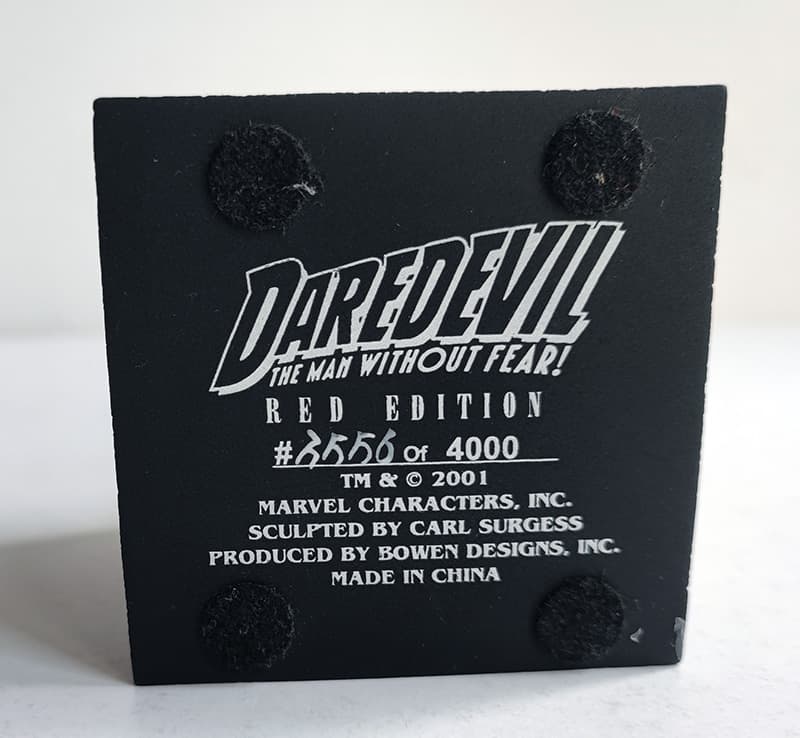 DAREDEVIL
THE MAN WITHOUT FEAR!
RED EDITION
#3556 Of 4000
TM & © 2001
MARVEL CHARACTERS, INC.
SCULPTED BY CARL SURGESS
PRODUCED BY BOWEN DESIGNS, INC.
MADE IN CHINA